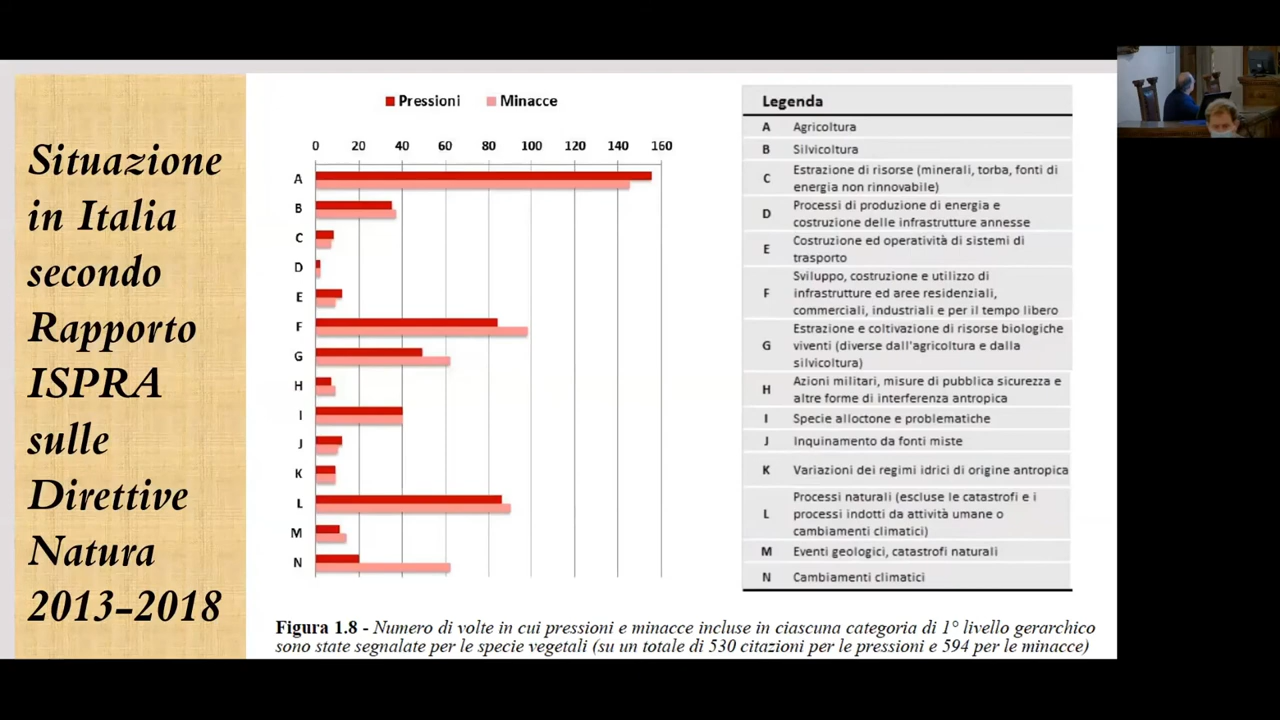 Situazione
in Italia
secondo
Rapporto
ISPRA
sulle
Direttive
Natura
2013-2018
Pressioni Minacce
0 20 40 60 80 100 120 140 160
A
B
C
D
E
F
G
H
I
J
K
L
M
N
Legenda
A Agricoltura
B Silvicoltura
C Estrazione di risorse (minerali, torba, fonti di
energia non rinnovabile)
D Processi di produzione di energia e
costruzione delle infrastrutture annesse
E Costruzione ed operatività di sistemi di
trasporto
F Sviluppo, costruzione e utilizzo di
infrastrutture ed aree residenziali,
commerciali, industriali e per il tempo libero
G Estrazione e coltivazione di risorse biologiche
viventi (diverse dall'agricoltura e dalla
silvicoltura)
H Azioni militari, misure di pubblica sicurezza e
altre forme di interferenza antropica
I Specie alloctone e problematiche
J Inquinamento da fonti miste
K Variazioni dei regimi idrici di origine antropica
L Processi naturali (escluse le catastrofi e i
processi indotti da attività umane o
cambiamenti climatici)
M Eventi geologici, catastrofi naturali
N Cambiamenti climatici
Figura 1.8 - Numero di volte in cui pressioni e minacce incluse in ciascuna categoria di 1° livello gerarchico
sono state segnalate per le specie vegetali (su un totale di 530 citazioni per le pressioni e 594 per le minacce)